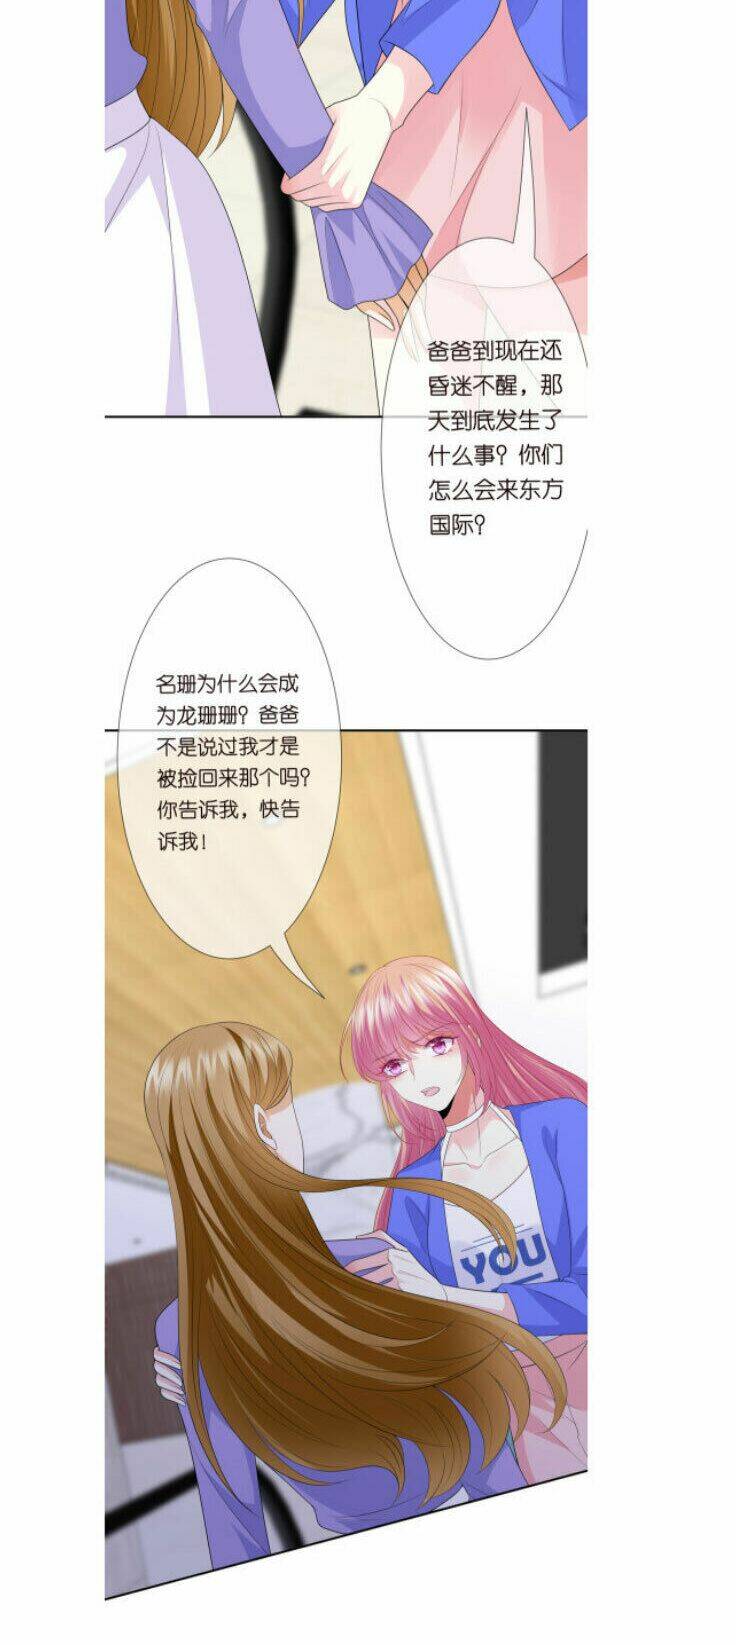 爸爸到现在还
昏迷不醒，那
天到底发生了
什么事？你们
怎么会来东方
国际？
名珊为什么会成
为龙珊珊？爸爸
不是说过我才是
被捡回来那个吗？
你告诉我，快告
诉我！
YOU